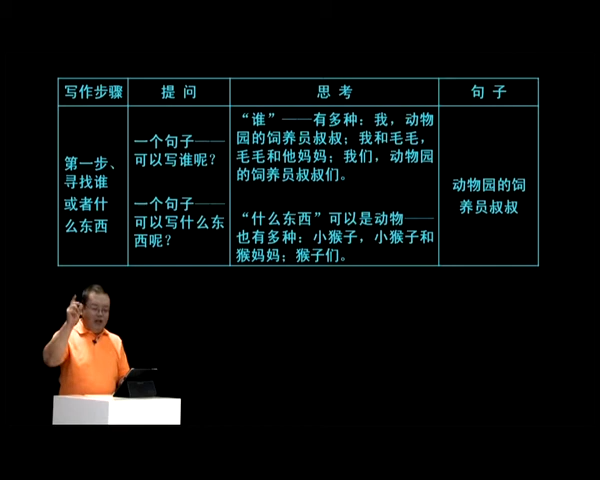 写作步骤 提 问 思 考 句 子
第一步、
寻找谁
或者什
么东西
一个句子——
可以写谁呢？
一个句子——
可以写什么东
西呢？
“谁”——有多种：我，动物
园的饲养员叔叔；我和毛毛，
毛毛和他妈妈；我们，动物园
的饲养员叔叔们。
“什么东西”可以是动物——
也有多种：小猴子，小猴子和
猴妈妈；猴子们。
动物园的饲
养员叔叔